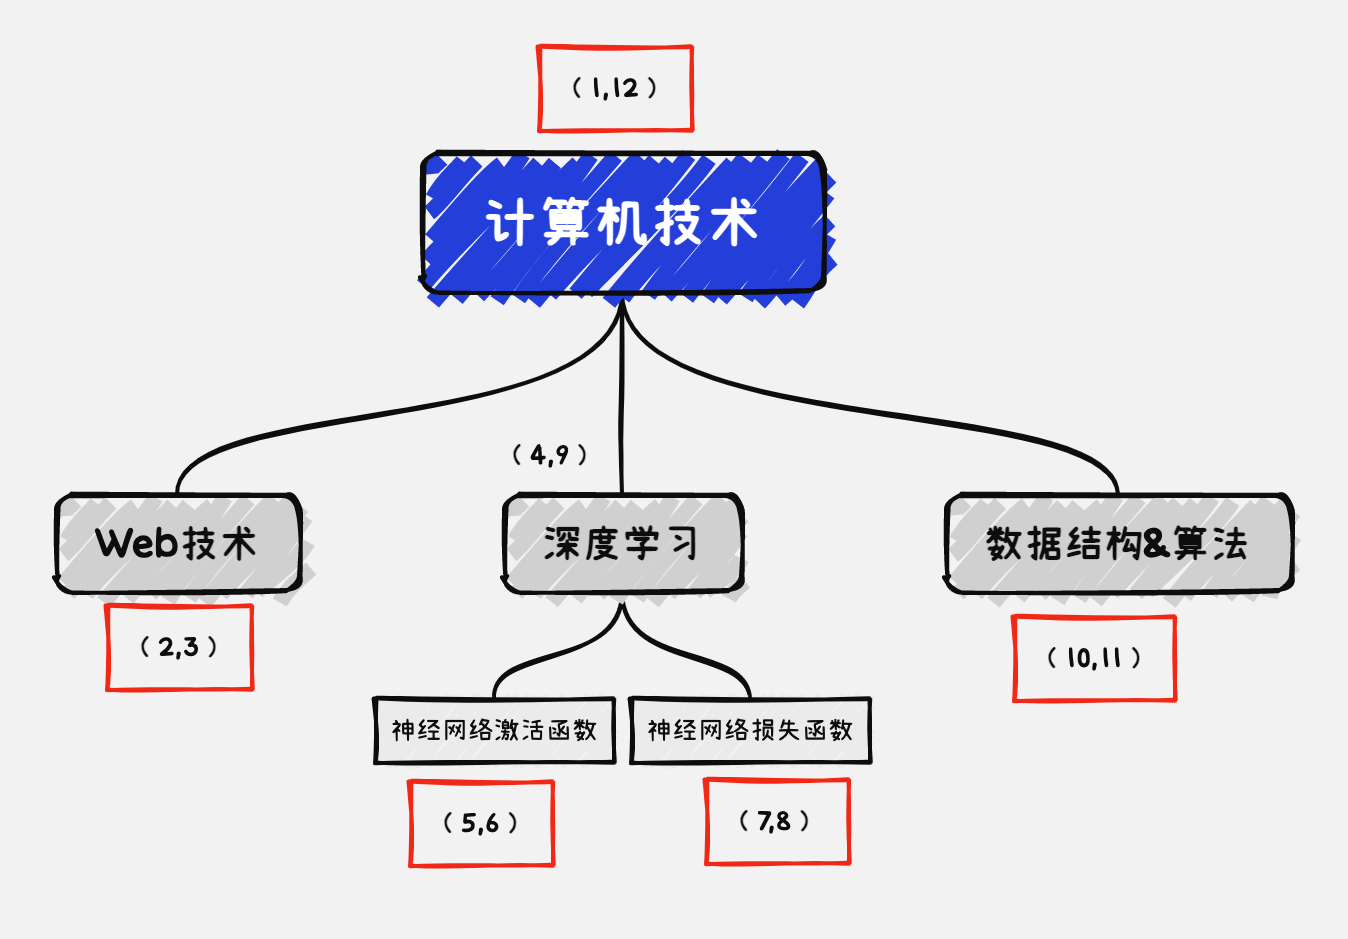 （1,12）
计算机技术
（4,9）
Web技术
深度学习
数据结构&算法
（2,3）
（10,11）
神经网络激活函数
神经网络损失函数
（5,6）
（7,8）